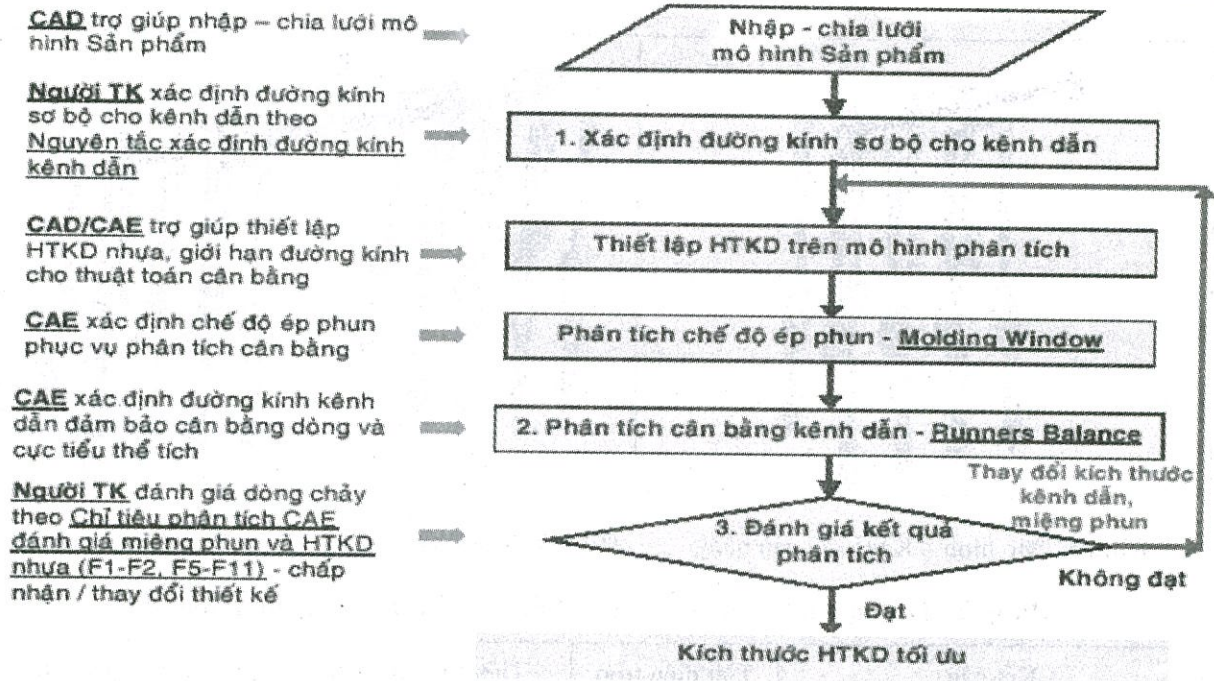 CAD trợ giúp nhập – chia lưới mô
hình Sản phẩm
Nhập - chia lưới
mô hình Sản phẩm
Người TK xác định đường kính
sơ bộ cho kênh dẫn theo
Nguyên tắc xác định đường kính
kênh dẫn
1. Xác định đường kính sơ bộ cho kênh dẫn
CAD/CAE trợ giúp thiết lập
HTKD nhựa, giới hạn đường kính
cho thuật toán cân bằng
Thiết lập HTKD trên mô hình phân tích
CAE xác định chế độ ép phun
phục vụ phân tích cân bằng
Phân tích chế độ ép phun - Molding Window
CAE xác định đường kính kênh
dẫn đảm bảo cân bằng dòng và
cực tiểu thể tích
2. Phân tích cân bằng kênh dẫn - Runners Balance
Thay đổi kích thước
kênh dẫn,
miệng phun
Người TK đánh giá dòng chảy
theo Chỉ tiêu phân tích CAE
đánh giá miệng phun và HTKD
nhựa (F1-F2, F5-F11) - chấp
nhận / thay đổi thiết kế
3. Đánh giá kết quả
phân tích
Không đạt
Đạt
Kích thước HTKD tối ưu